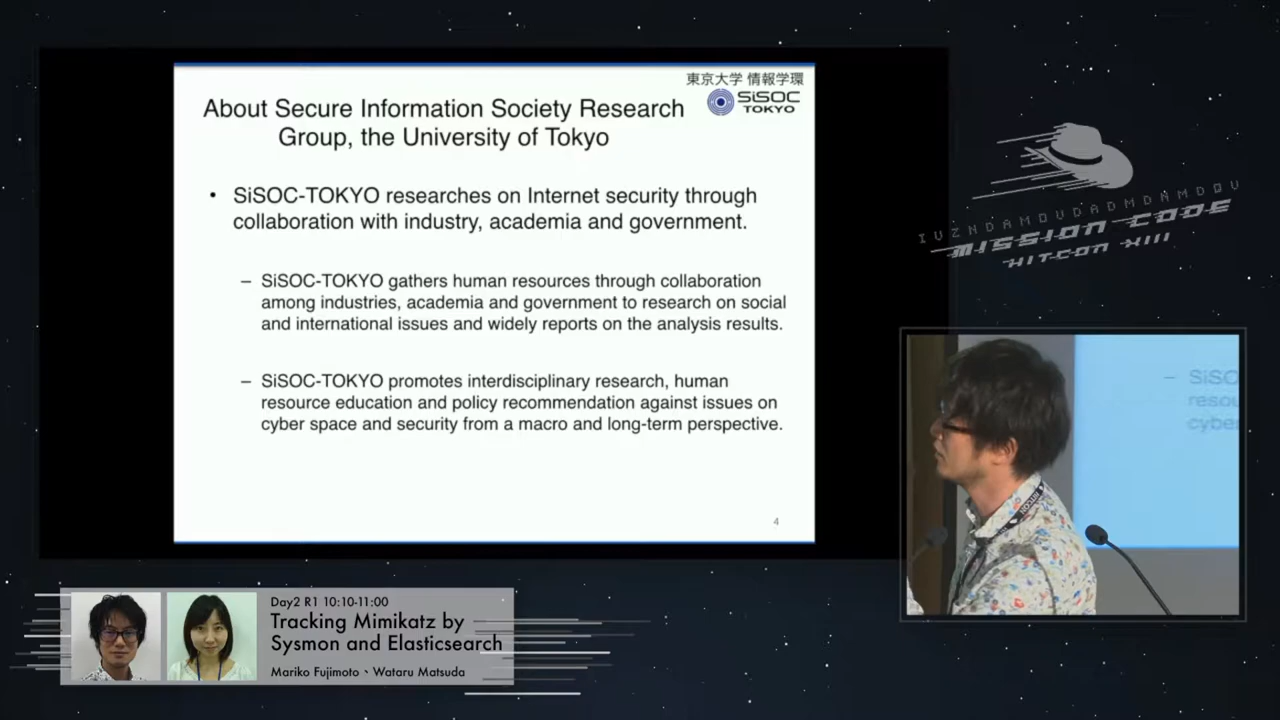 東京大学 情報学環
SiSOC
TOKYO
About Secure Information Society Research
Group, the University of Tokyo
• SiSOC-TOKYO researches on Internet security through
collaboration with industry, academia and government.
– SiSOC-TOKYO gathers human resources through collaboration
among industries, academia and government to research on social
and international issues and widely reports on the analysis results.
– SiSOC-TOKYO promotes interdisciplinary research, human
resource education and policy recommendation against issues on
cyber space and security from a macro and long-term perspective.
4
MISSION CODE
HITCON XIII
– SiSO
resou
cyber
HITCON
Day2 R1 10:10-11:00
Tracking Mimikatz by
Sysmon and Elasticsearch
Mariko Fujimoto、Wataru Matsuda